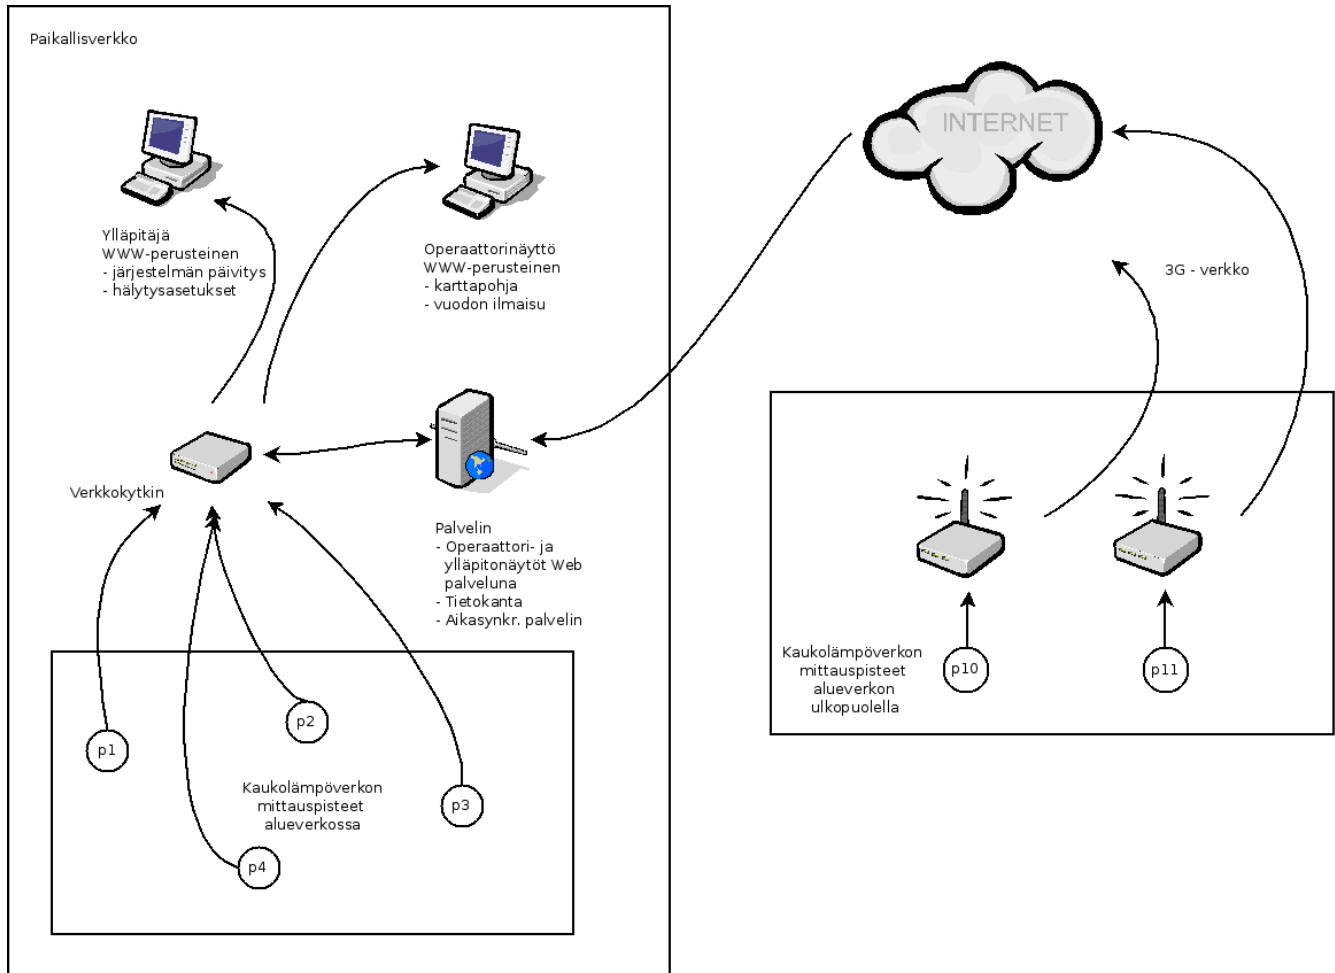 Paikallisverkko
INTERNET
Ylläpitäjä
WWW-perusteinen
- järjestelmän päivitys
- hälytysasetukset
Operaattorinäyttö
WWW-perusteinen
- karttapohja
- vuodon ilmaisu
3G - verkko
Verkkokytkin
Palvelin
- Operaattori- ja
ylläpitonäytöt Web
palveluna
- Tietokanta
- Aikasynkr. palvelin
p1
p2
p3
p4
Kaukolämpöverkon
mittauspisteet
alueverkossa
Kaukolämpöverkon
mittauspisteet
alueverkon
ulkopuolella
p10
p11